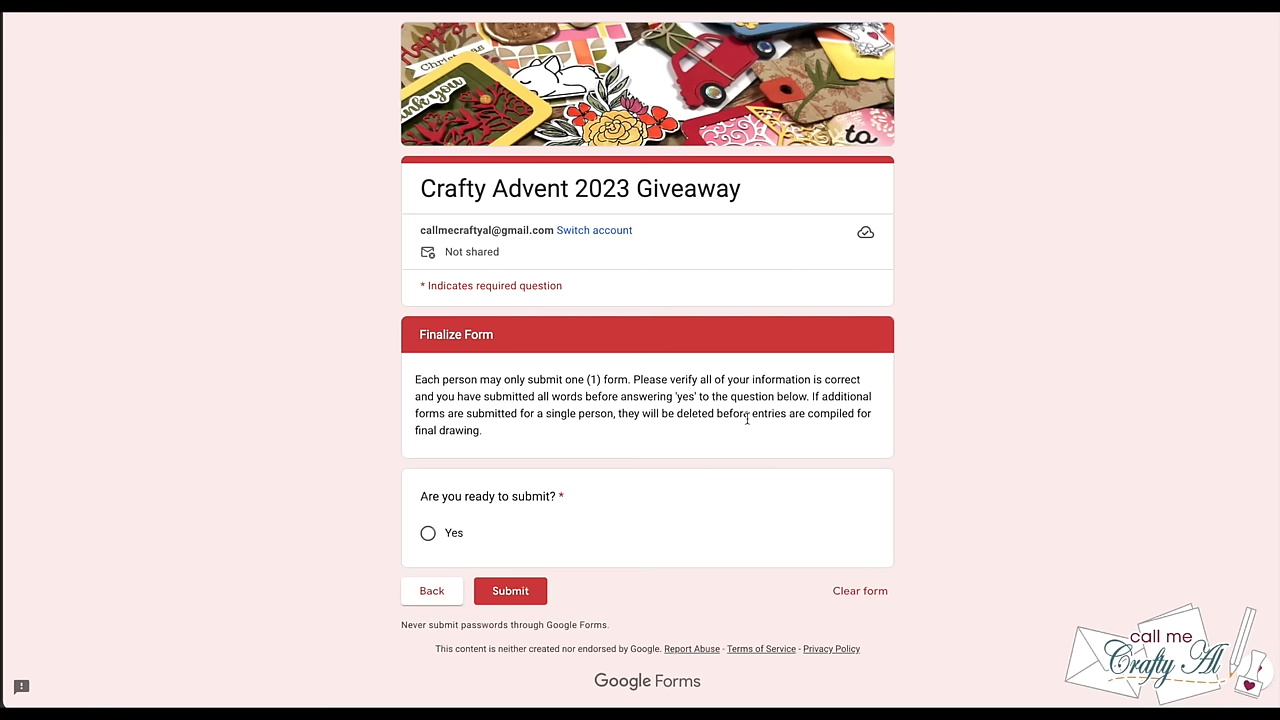 Happy
Christmas
thank you
to
Crafty Advent 2023 Giveaway
callmecraftyal@gmail.com Switch account
Not shared
* Indicates required question
Finalize Form
Each person may only submit one (1) form. Please verify all of your information is correct
and you have submitted all words before answering 'yes' to the question below. If additional
forms are submitted for a single person, they will be deleted before entries are compiled for
final drawing.
Are you ready to submit? *
Yes
Back Submit Clear form
Never submit passwords through Google Forms.
This content is neither created nor endorsed by Google. Report Abuse - Terms of Service - Privacy Policy
Google Forms
call me
Crafty Al